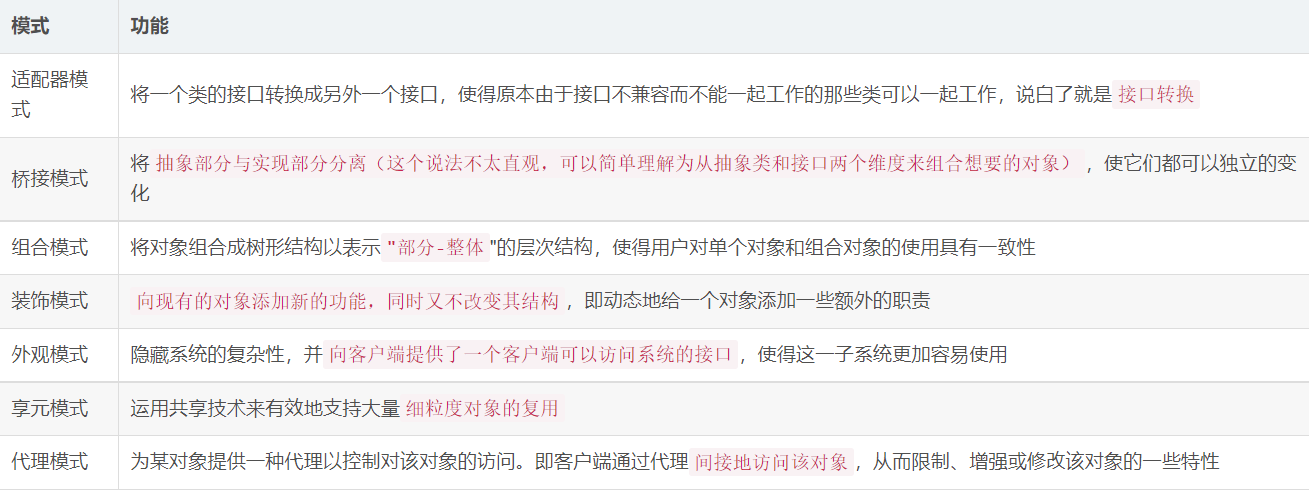 模式 功能
适配器模
式
将一个类的接口转换成另外一个接口，使得原本由于接口不兼容而不能一起工作的那些类可以一起工作，说白了就是 接口转换
桥接模式
将 抽象部分与实现部分分离（这个说法不太直观，可以简单理解为从抽象类和接口两个维度来组合想要的对象） ，使它们都可以独立的变
化
组合模式 将对象组合成树形结构以表示 "部分-整体 "的层次结构，使得用户对单个对象和组合对象的使用具有一致性
装饰模式 向现有的对象添加新的功能，同时又不改变其结构 ，即动态地给一个对象添加一些额外的职责
外观模式 隐藏系统的复杂性，并 向客户端提供了一个客户端可以访问系统的接口 ，使得这一子系统更加容易使用
享元模式 运用共享技术来有效地支持大量 细粒度对象的复用
代理模式 为某对象提供一种代理以控制对该对象的访问。即客户端通过代理 间接地访问该对象 ，从而限制、增强或修改该对象的一些特性